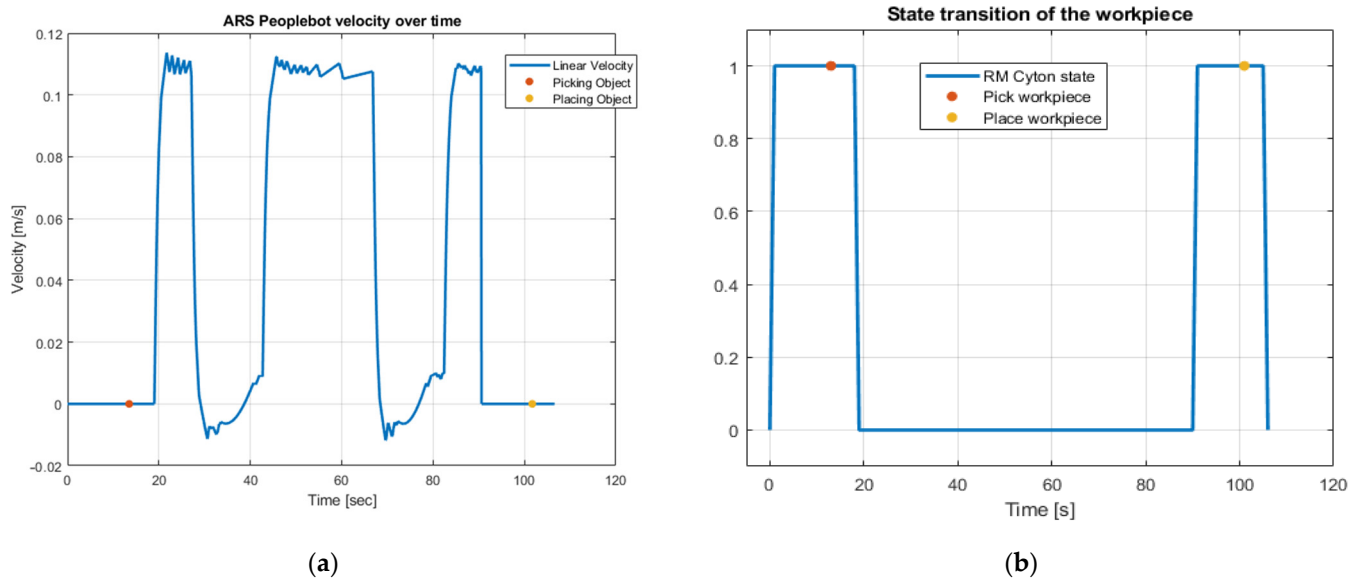 ARS Peoplebot velocity over time
0.12
0.1
0.08
0.06
0.04
0.02
0
-0.02
Velocity [m/s]
Linear Velocity
Picking Object
Placing Object
0 20 40 60 80 100 120
Time [sec]
(a)
State transition of the workpiece
1
0.8
0.6
0.4
0.2
0
RM Cyton state
Pick workpiece
Place workpiece
0 20 40 60 80 100 120
Time [s]
(b)